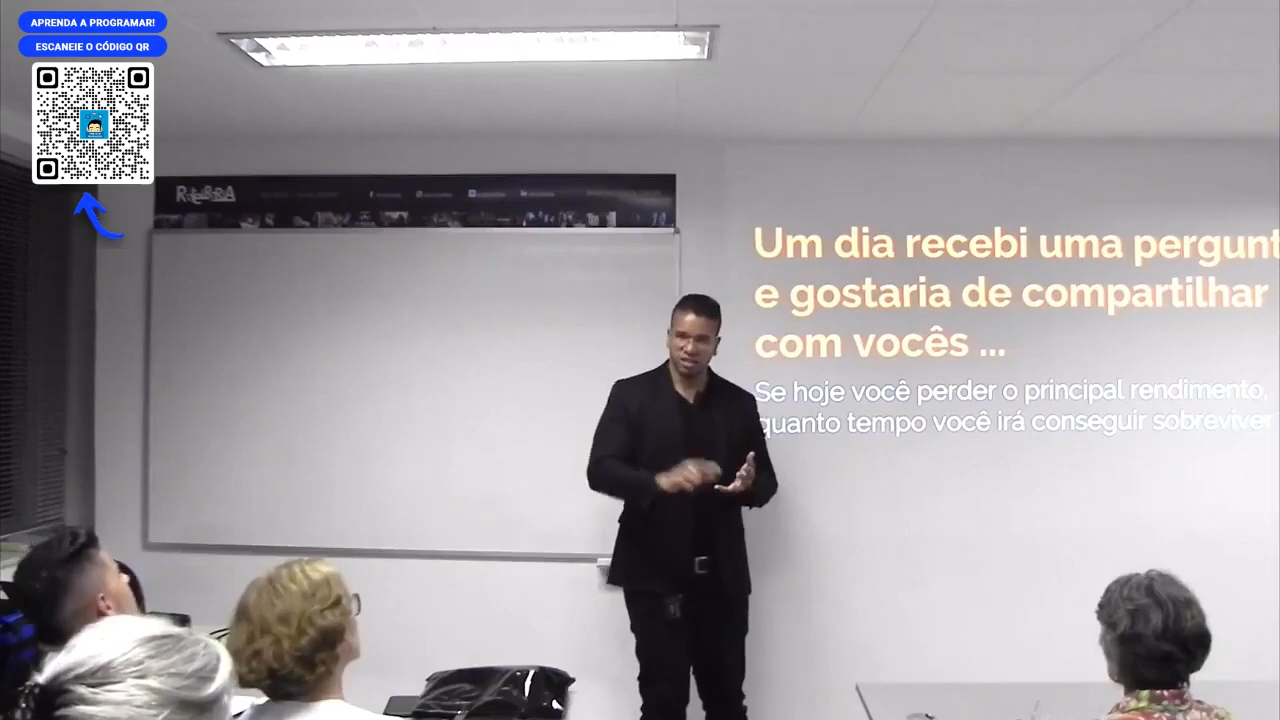 APRENDA A PROGRAMAR!
ESCANEIE O CÓDIGO QR
Um dia recebi uma pergunt
e gostaria de compartilhar
com vocês ...
Se hoje você perder o principal rendimento,
quanto tempo você irá conseguir sobreviver